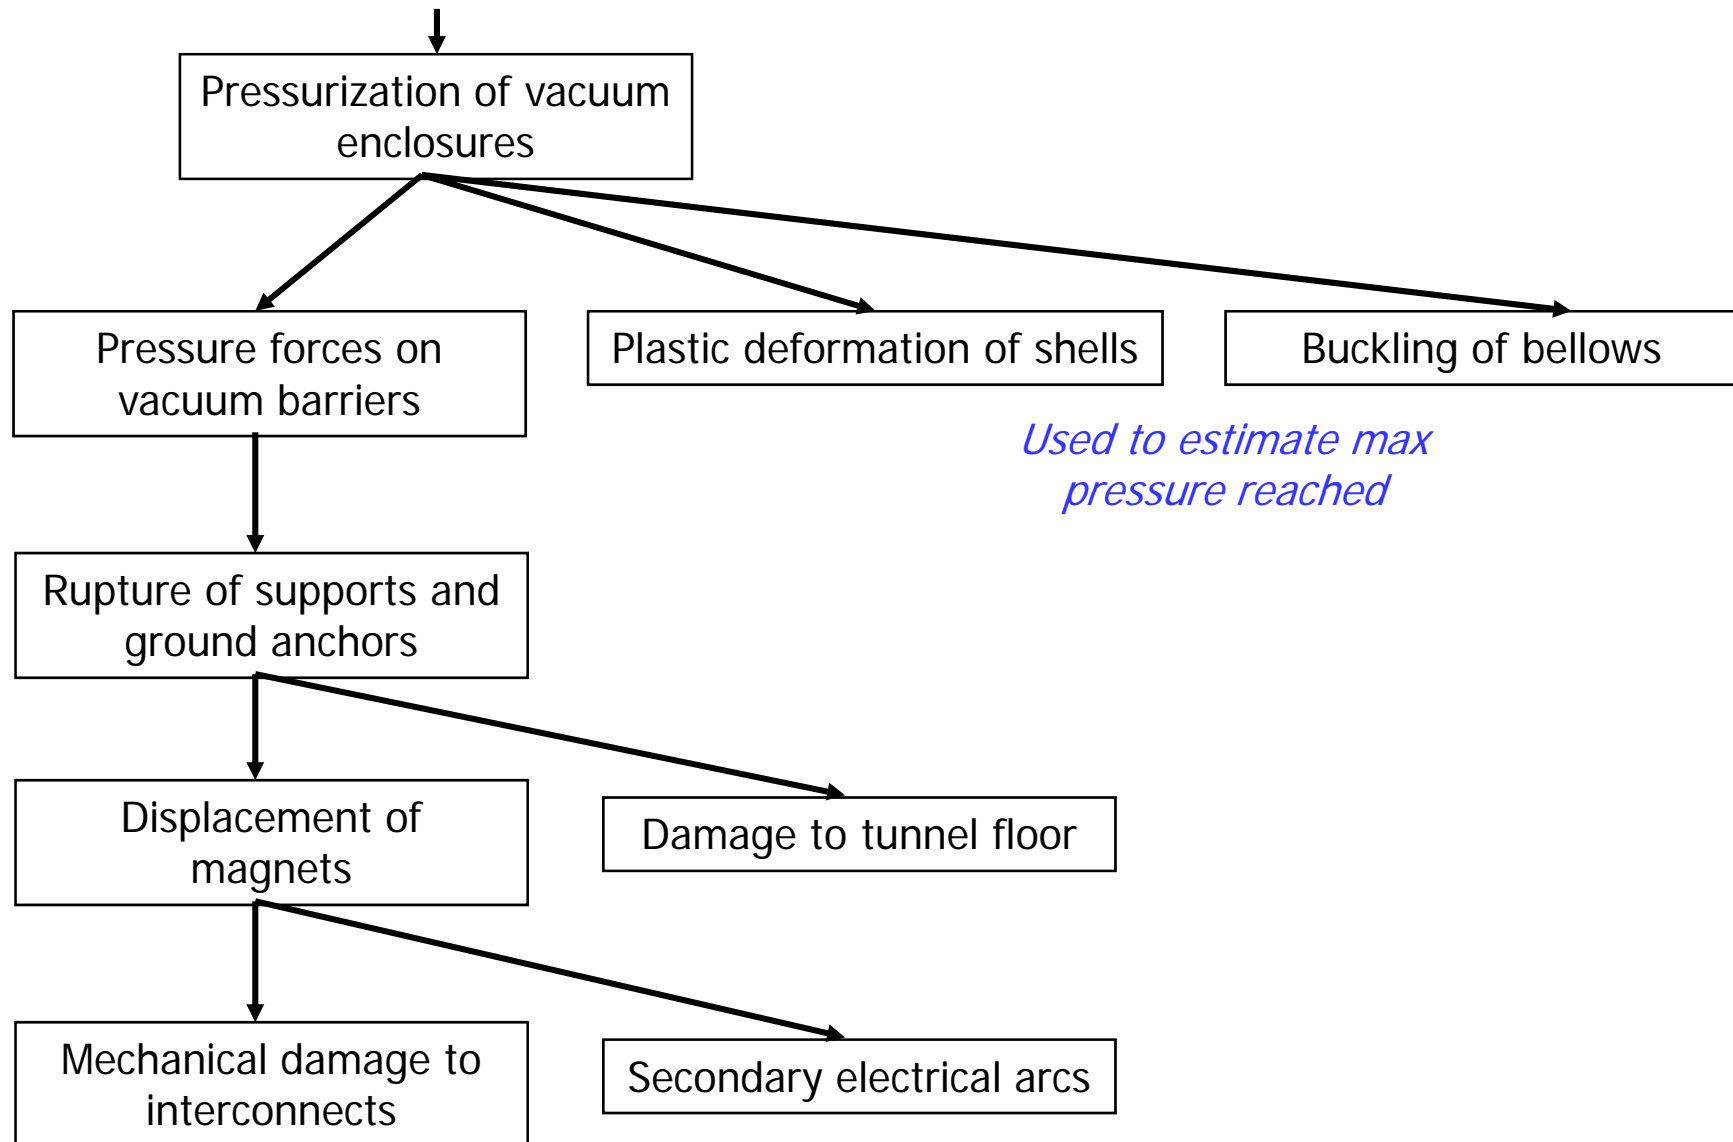 Pressurization of vacuum
enclosures
Pressure forces on
vacuum barriers
Plastic deformation of shells
Buckling of bellows
Used to estimate max
pressure reached
Rupture of supports and
ground anchors
Displacement of
magnets
Damage to tunnel floor
Mechanical damage to
interconnects
Secondary electrical arcs